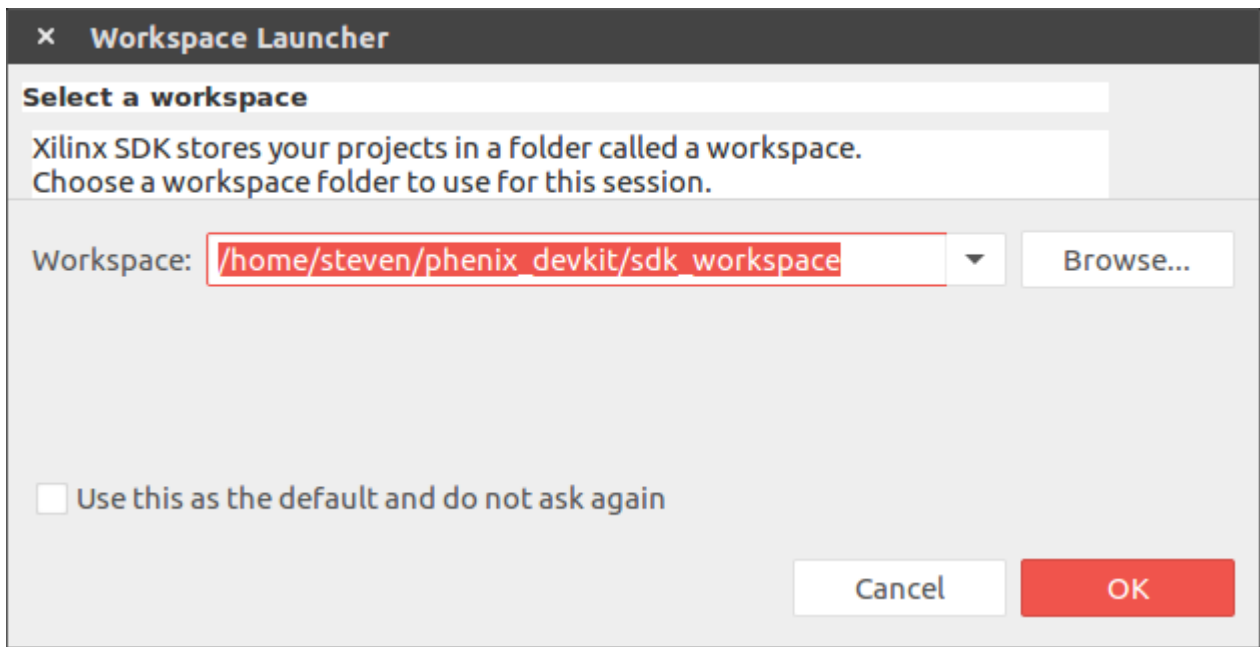 × Workspace Launcher
Select a workspace
Xilinx SDK stores your projects in a folder called a workspace.
Choose a workspace folder to use for this session.
Workspace: /home/steven/phenix_devkit/sdk_workspace Browse...
Use this as the default and do not ask again
Cancel OK